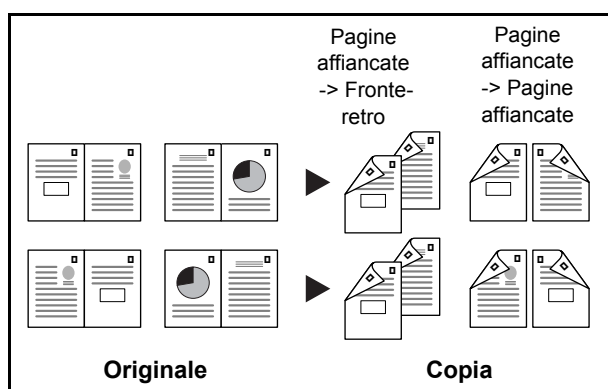 Pagine
affiancate
-> Fronte-
retro
Pagine
affiancate
-> Pagine
affiancate
Originale
Copia